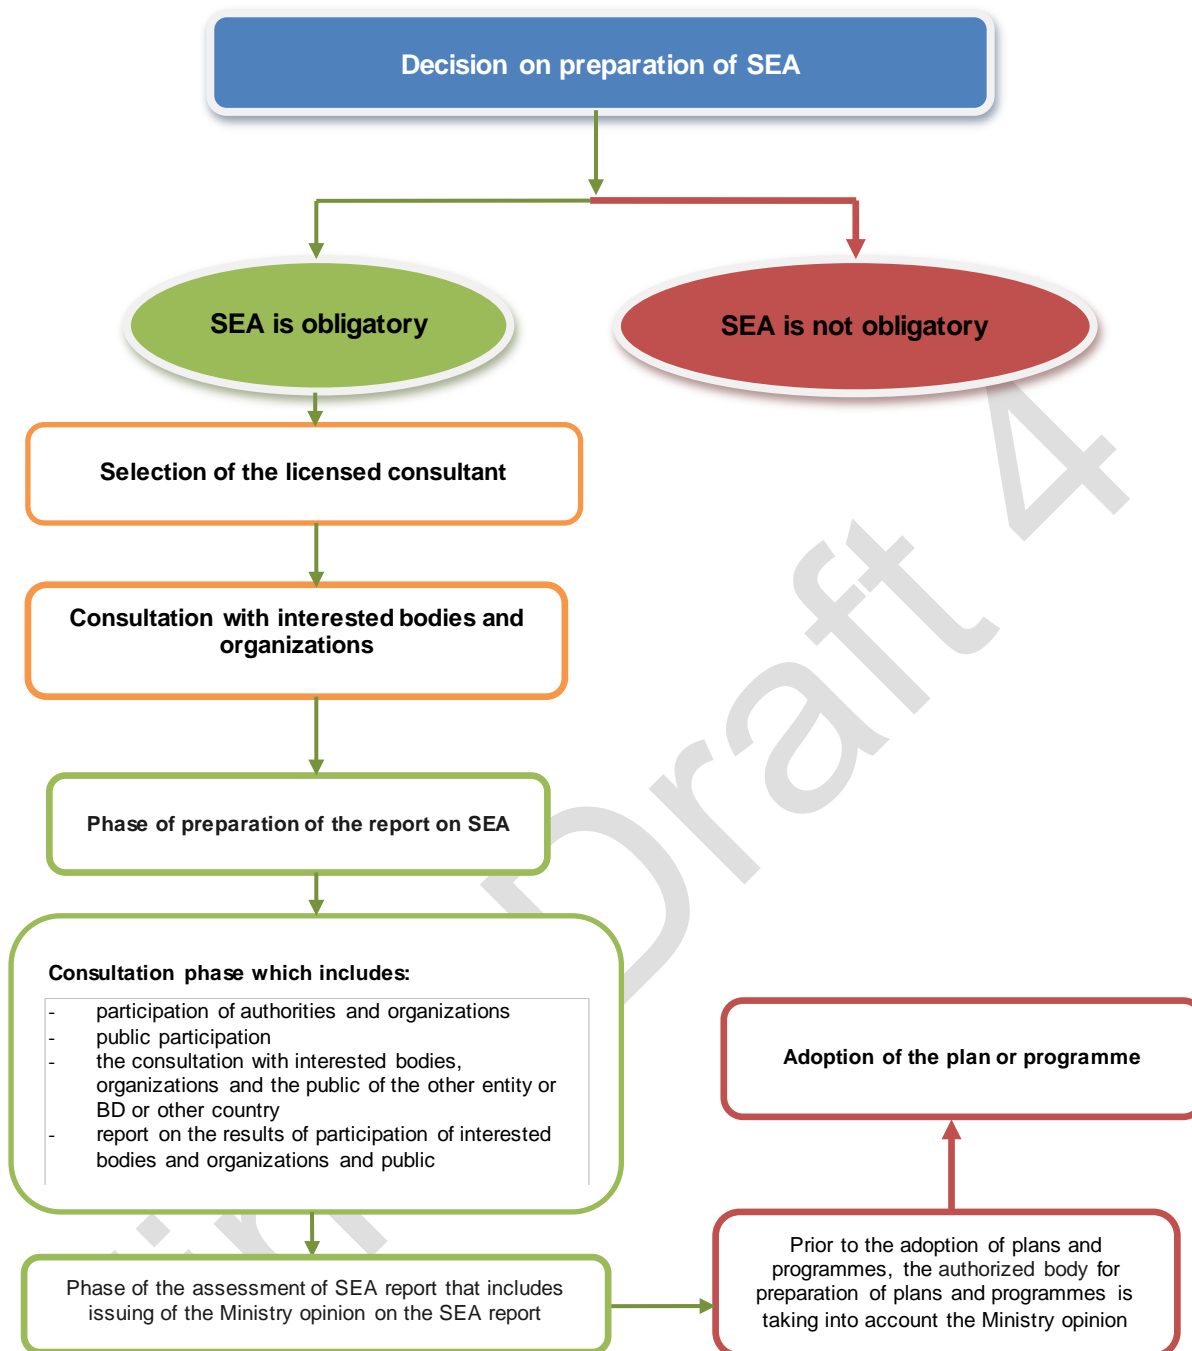 Decision on preparation of SEA
SEA is obligatory
SEA is not obligatory
Selection of the licensed consultant
Consultation with interested bodies and
organizations
Phase of preparation of the report on SEA
Consultation phase which includes:
- participation of authorities and organizations
- public participation
- the consultation with interested bodies,
organizations and the public of the other entity or
BD or other country
- report on the results of participation of interested
bodies and organizations and public
Phase of the assessment of SEA report that includes
issuing of the Ministry opinion on the SEA report
Prior to the adoption of plans and
programmes, the authorized body for
preparation of plans and programmes is
taking into account the Ministry opinion
Adoption of the plan or programme
Draft 4